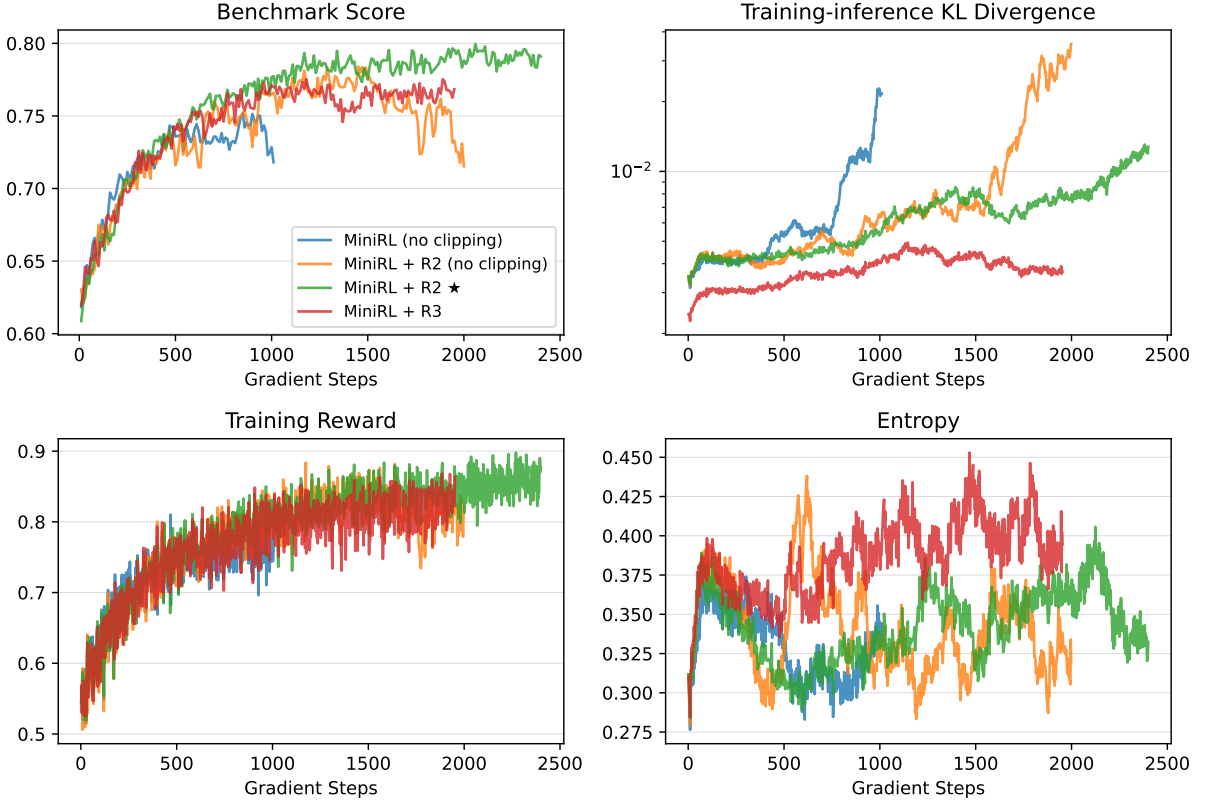 Benchmark Score
0.80
0.75
0.70
0.65
0.60
MiniRL (no clipping)
MiniRL + R2 (no clipping)
MiniRL + R2 ★
MiniRL + R3
0 500 1000 1500 2000 2500
Gradient Steps
Training-inference KL Divergence
10⁻²
0 500 1000 1500 2000 2500
Gradient Steps
Training Reward
0.9
0.8
0.7
0.6
0.5
0 500 1000 1500 2000 2500
Gradient Steps
Entropy
0.450
0.425
0.400
0.375
0.350
0.325
0.300
0.275
0 500 1000 1500 2000 2500
Gradient Steps